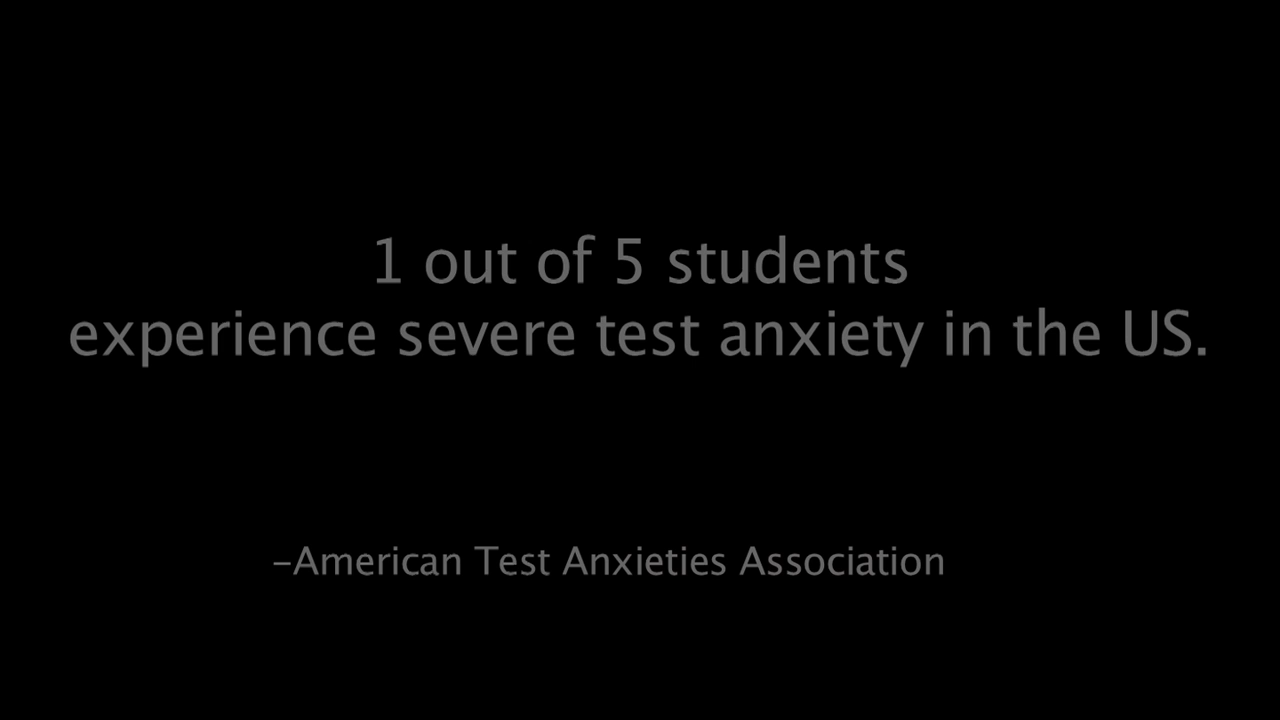 1 out of 5 students
experience severe test anxiety in the US.
–American Test Anxieties Association